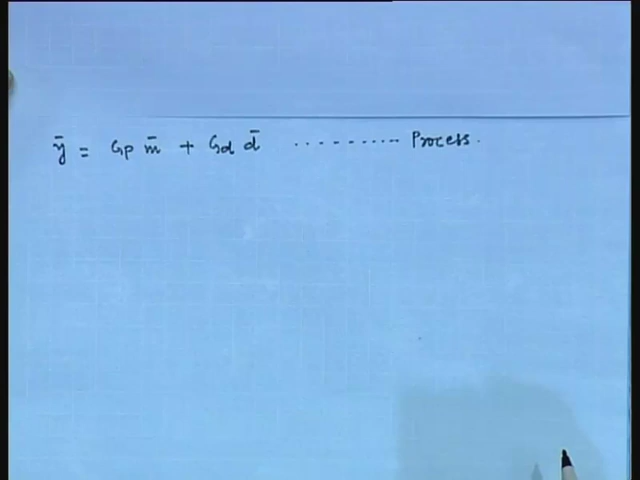 ȳ = Gp m̄ + Gd d̄ .......... Process.